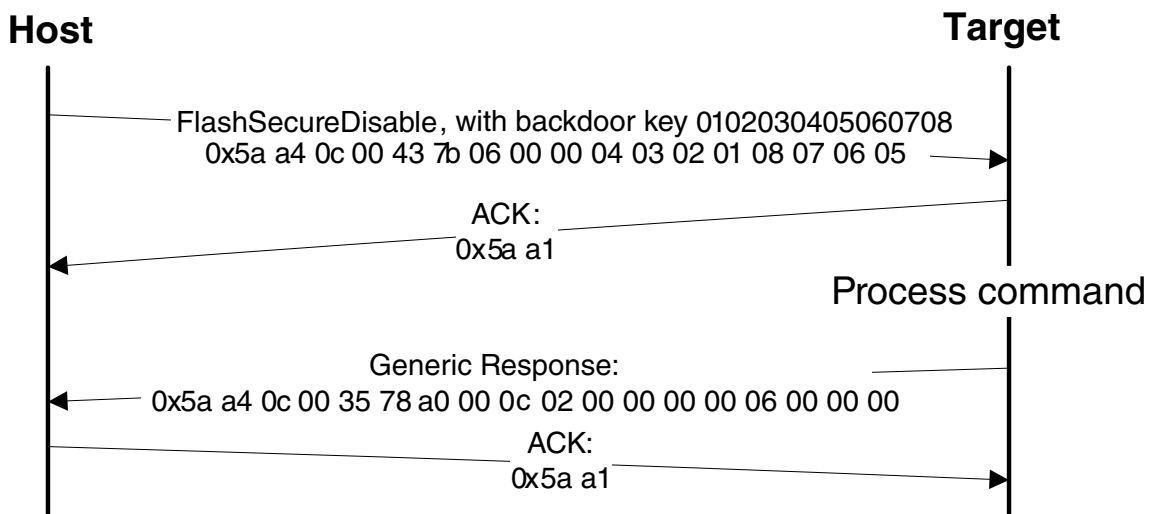 Host
Target
FlashSecureDisable, with backdoor key 0102030405060708
0x5a a4 0c 00 43 7b 06 00 00 04 03 02 01 08 07 06 05
ACK:
0x5a a1
Process command
Generic Response:
0x5a a4 0c 00 35 78 a0 00 0c 02 00 00 00 00 06 00 00 00
ACK:
0x5a a1